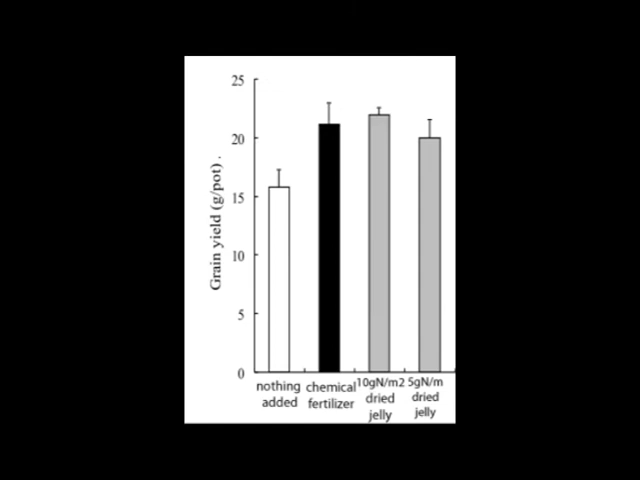 Grain yield (g/pot) .
25
20
15
10
5
0
nothing
added
chemical
fertilizer
10gN/m2
dried
jelly
5gN/m
dried
jelly